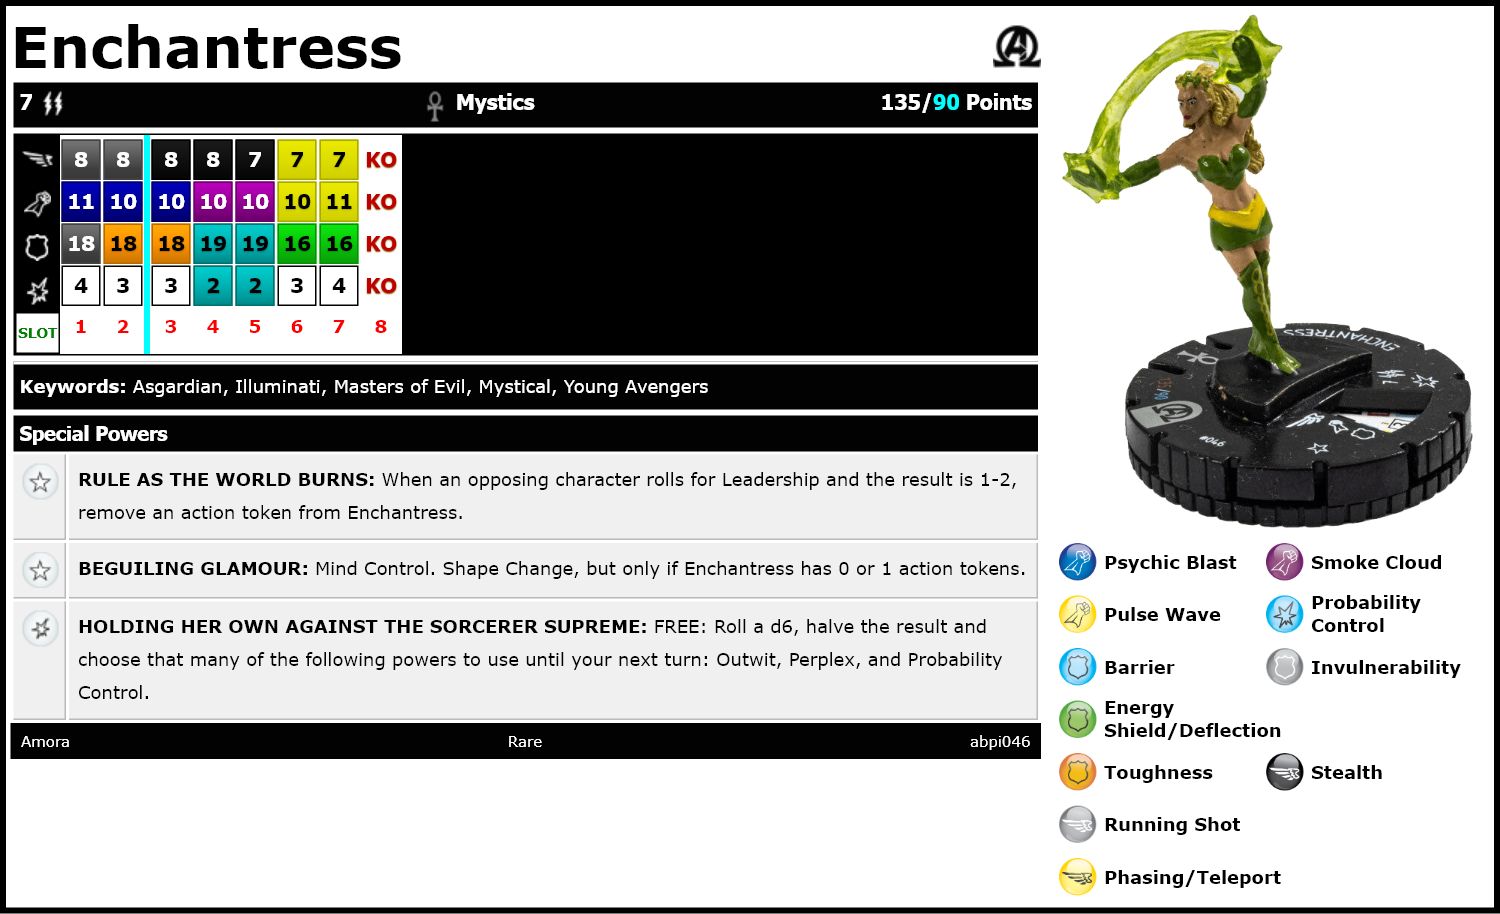 Enchantress
7
Mystics
135/90 Points
8 8 8 8 7 7 7 KO
11 10 10 10 10 10 11 KO
18 18 18 19 19 16 16 KO
4 3 3 2 2 3 4 KO
SLOT 1 2 3 4 5 6 7 8
Keywords: Asgardian, Illuminati, Masters of Evil, Mystical, Young Avengers
Special Powers
RULE AS THE WORLD BURNS: When an opposing character rolls for Leadership and the result is 1-2,
remove an action token from Enchantress.
BEGUILING GLAMOUR: Mind Control. Shape Change, but only if Enchantress has 0 or 1 action tokens.
HOLDING HER OWN AGAINST THE SORCERER SUPREME: FREE: Roll a d6, halve the result and
choose that many of the following powers to use until your next turn: Outwit, Perplex, and Probability
Control.
Amora
Rare
abpi046
ENCHANTRESS
7
135/90
#046
Psychic Blast
Smoke Cloud
Pulse Wave
Probability
Control
Barrier
Invulnerability
Energy
Shield/Deflection
Toughness
Stealth
Running Shot
Phasing/Teleport